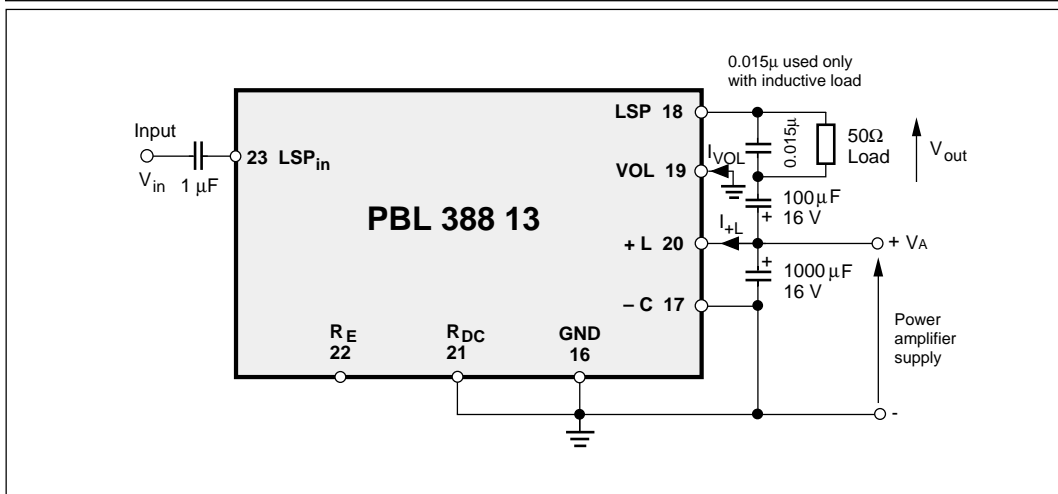 0.015μ used only
with inductive load
LSP 18
Input
V_in
1 μF
23 LSP_in
I_VOL
0.015μ
50Ω
Load
V_out
VOL 19
PBL 388 13
100μF
16 V
+
I_+L
+ L 20
+ VA
+
1000 μF
16 V
– C 17
R_E
22
R_DC
21
GND
16
Power
amplifier
supply
-